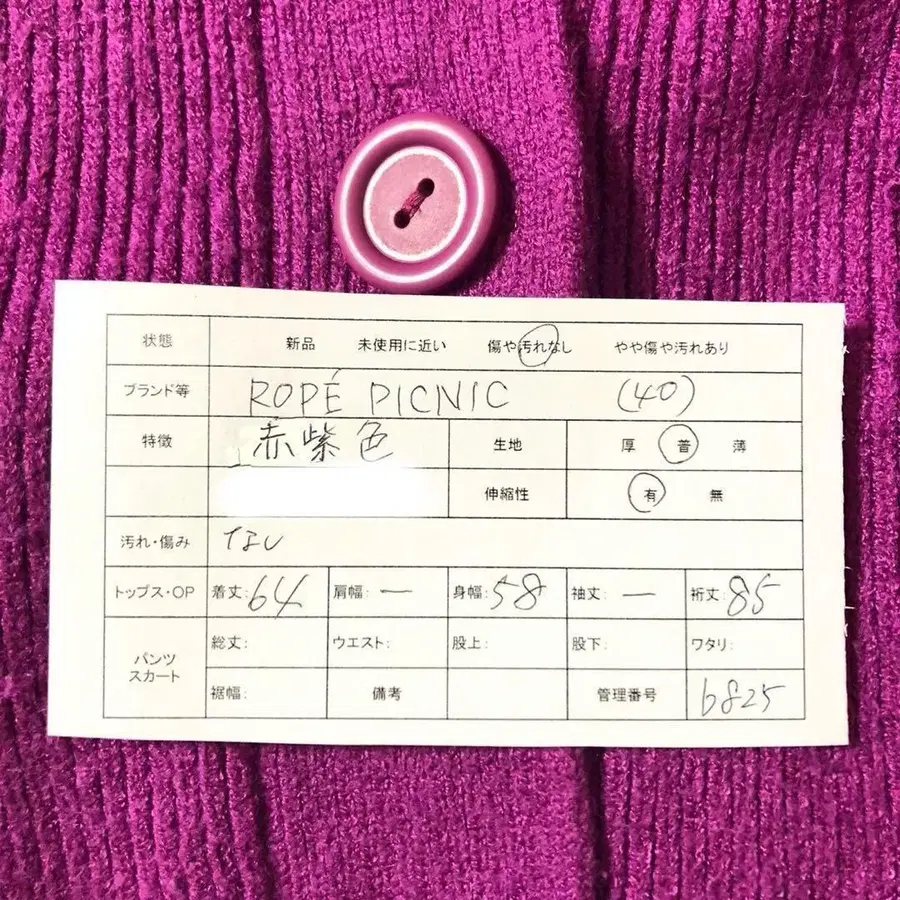 状態 新品 未使用に近い 傷や汚れなし やや傷や汚れあり
ブランド等 ROPÉ PICNIC (40)
特徴 赤紫色 生地 厚 普 薄
伸縮性 有 無
汚れ・傷み なし
トップス・OP 着丈:64 肩幅:ー 身幅:58 袖丈:ー 裄丈:85
パンツ スカート 総丈: ウエスト: 股上: 股下: ワタリ:
裾幅: 備考 管理番号 6825